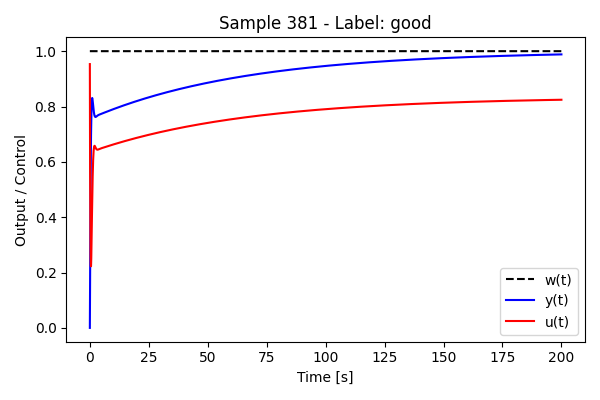 Sample 381 - Label: good
Output / Control
1.0
0.8
0.6
0.4
0.2
0.0
w(t)
y(t)
u(t)
0 25 50 75 100 125 150 175 200
Time [s]